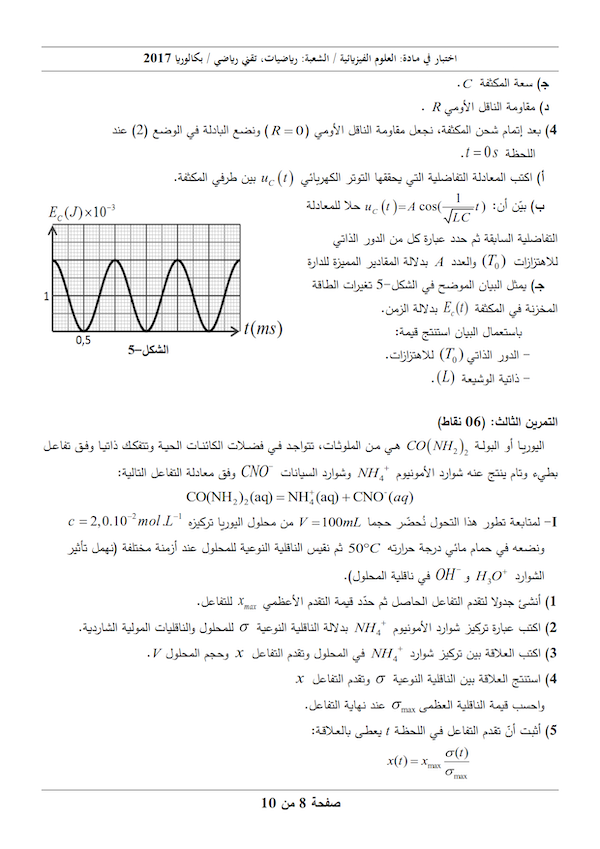 اختبار في مادة: العلوم الفيزيائية / الشعبة: رياضيات، تقني رياضي / بكالوريا 2017
جـ) سعة المكثفة C .
د) مقاومة الناقل الأومي R .
4) بعد إتمام شحن المكثفة، نجعل مقاومة الناقل الأومي (R = 0) ونضع البادلة في الوضع (2) عند
اللحظة t = 0s .
أ) اكتب المعادلة التفاضلية التي يحققها التوتر الكهربائي u_C(t) بين طرفي المكثفة.
ب) بيّن أن: u_C(t) = A cos(\frac{1}{\sqrt{LC}} t) حلا للمعادلة
التفاضلية السابقة ثم حدد عبارة كل من الدور الذاتي
للاهتزازات (T_0) والعدد A بدلالة المقادير المميزة للدارة
جـ) يمثل البيان الموضح في الشكل-5 تغيرات الطاقة
المخزنة في المكثفة E_c(t) بدلالة الزمن.
باستعمال البيان استنتج قيمة:
– الدور الذاتي (T_0) للاهتزازات.
– ذاتية الوشيعة (L).
E_C(J)×10^{-3}
1
0,5
t(ms)
الشكل-5
التمرين الثالث: (06 نقاط)
اليوريا أو البولة CO(NH_2)_2 هي من الملوثات، تتواجد في فضلات الكائنات الحية وتتفكك ذاتيا وفق تفاعل
بطيء وتام ينتج عنه شوارد الأمونيوم NH_4^+ وشوارد السيانات CNO^- وفق معادلة التفاعل التالية:
CO(NH_2)_2(aq) = NH_4^+(aq) + CNO^-(aq)
I- لمتابعة تطور هذا التحول نُحضّر حجما V = 100mL من محلول اليوريا تركيزه c = 2,0.10^{-2} mol.L^{-1}
ونضعه في حمام مائي درجة حرارته 50°C ثم نقيس الناقلية النوعية للمحلول عند أزمنة مختلفة (نهمل تأثير
الشوارد H_3O^+ و OH^- في ناقلية المحلول).
1) أنشئ جدولا لتقدم التفاعل الحاصل ثم حدّد قيمة التقدم الأعظمي x_{max} للتفاعل.
2) اكتب عبارة تركيز شوارد الأمونيوم NH_4^+ بدلالة الناقلية النوعية σ للمحلول والناقليات المولية الشاردية.
3) اكتب العلاقة بين تركيز شوارد NH_4^+ في المحلول وتقدم التفاعل x وحجم المحلول V.
4) استنتج العلاقة بين الناقلية النوعية σ وتقدم التفاعل x
واحسب قيمة الناقلية العظمى σ_{max} عند نهاية التفاعل.
5) أثبت أنّ تقدم التفاعل في اللحظة t يعطى بالعلاقة:
x(t) = x_{max} \frac{σ(t)}{σ_{max}}
صفحة 8 من 10